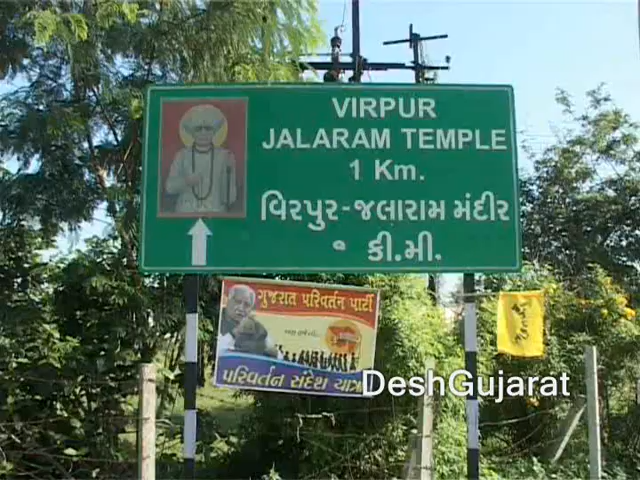 VIRPUR
JALARAM TEMPLE
1 Km.
વિરપુર-જલારામ મંદીર
૧ કી.મી.
ગુજરાત પરિવર્તન પાર્ટી
પરિવર્તન સંદેશ યાત્રા
DeshGujarat